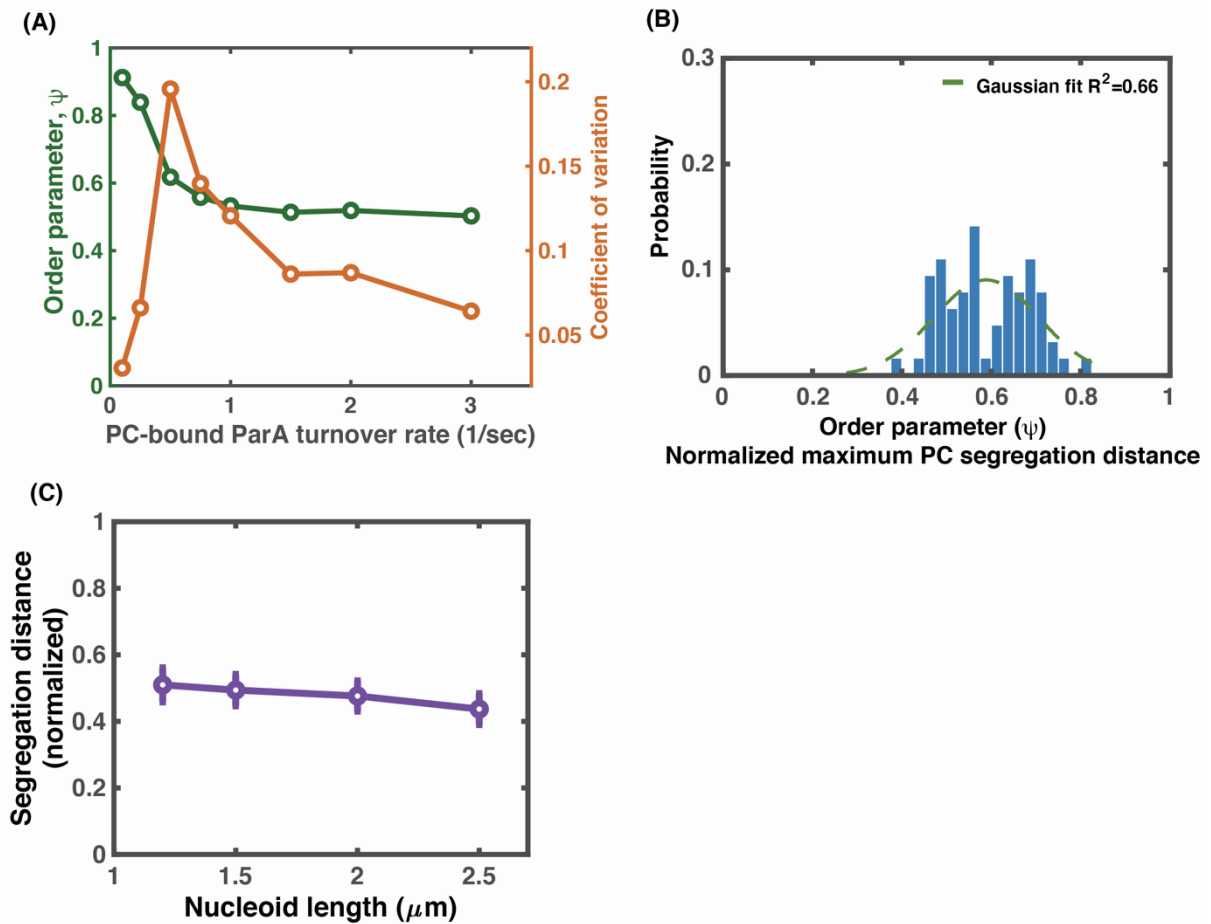 (A)
1
0.8
0.6
0.4
0.2
0
Order parameter, ψ
0.2
0.15
0.1
0.05
Coefficient of variation
0 1 2 3
PC-bound ParA turnover rate (1/sec)
(B)
0.3
0.2
0.1
0
Probability
Gaussian fit R²=0.66
0 0.2 0.4 0.6 0.8 1
Order parameter (ψ)
Normalized maximum PC segregation distance
(C)
1
0.8
0.6
0.4
0.2
0
Segregation distance
(normalized)
1 1.5 2 2.5
Nucleoid length (μm)